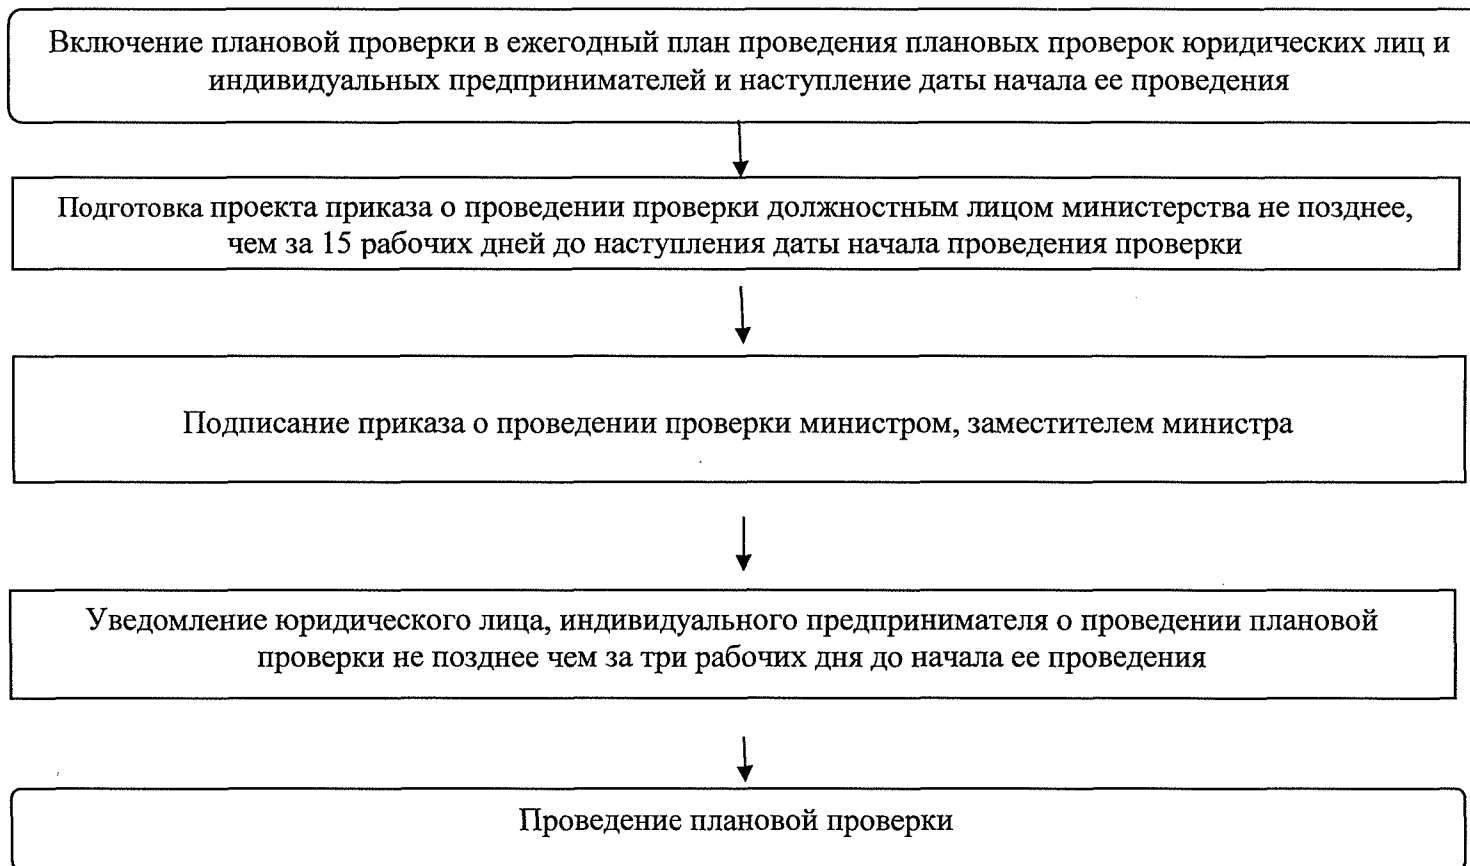 Включение плановой проверки в ежегодный план проведения плановых проверок юридических лиц и
индивидуальных предпринимателей и наступление даты начала ее проведения
Подготовка проекта приказа о проведении проверки должностным лицом министерства не позднее,
чем за 15 рабочих дней до наступления даты начала проведения проверки
Подписание приказа о проведении проверки министром, заместителем министра
Уведомление юридического лица, индивидуального предпринимателя о проведении плановой
проверки не позднее чем за три рабочих дня до начала ее проведения
Проведение плановой проверки